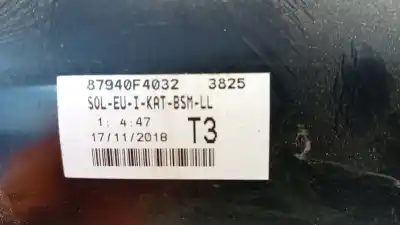 87940F4032 3825
SOL-EU-I-KAT-BSM-LL
1: 4:47
17/11/2018 T3